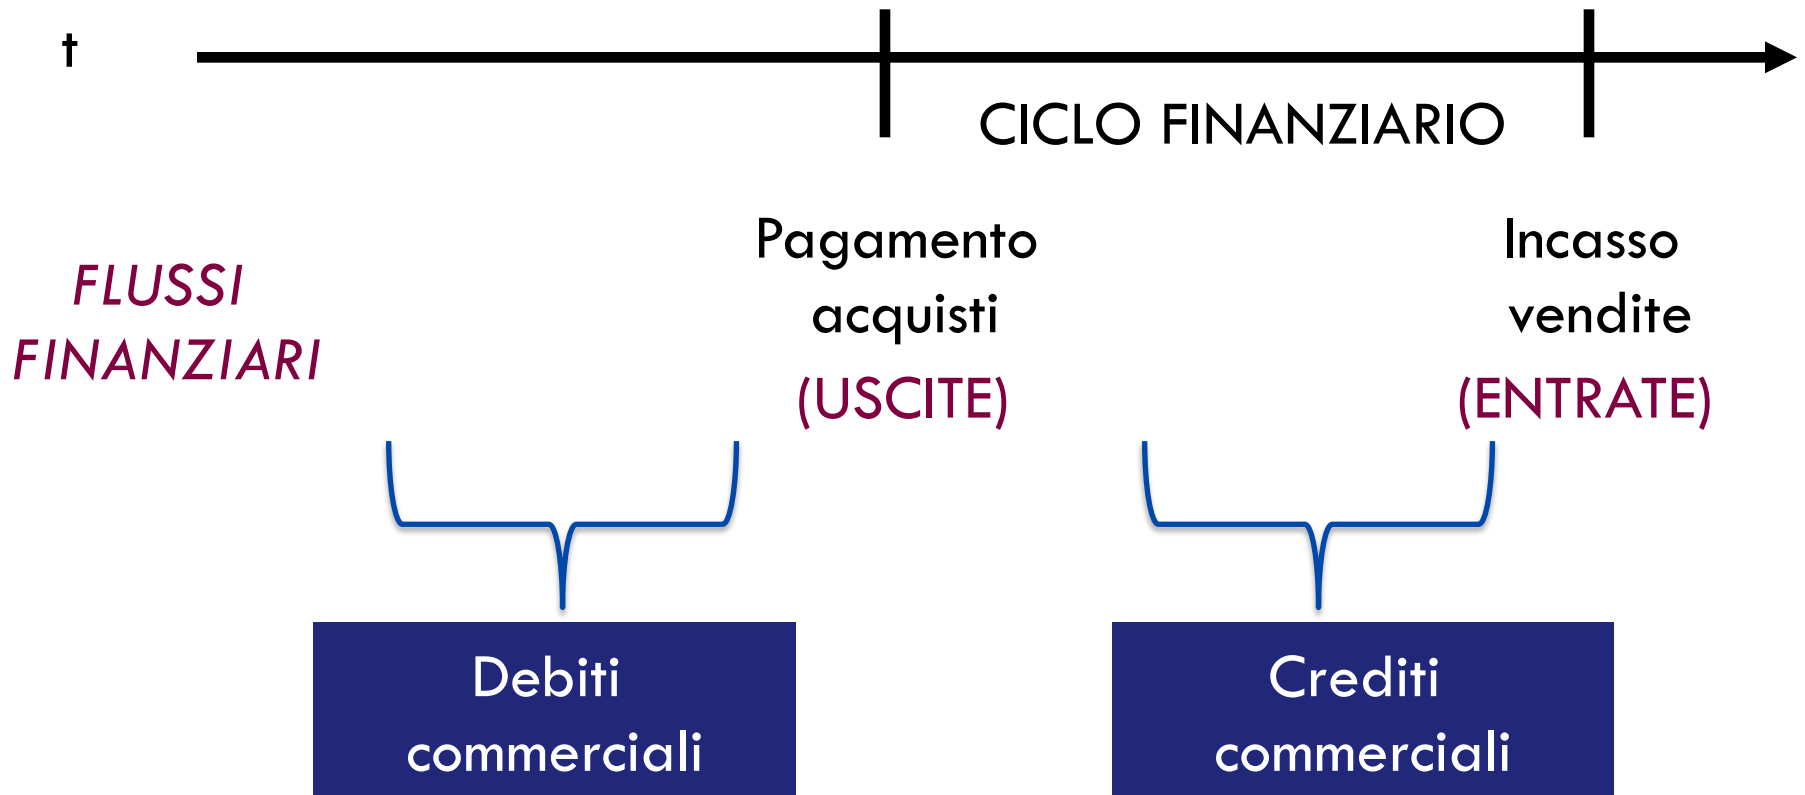 t
CICLO FINANZIARIO
FLUSSI
FINANZIARI
Pagamento
acquisti
(USCITE)
Incasso
vendite
(ENTRATE)
Debiti
commerciali
Crediti
commerciali